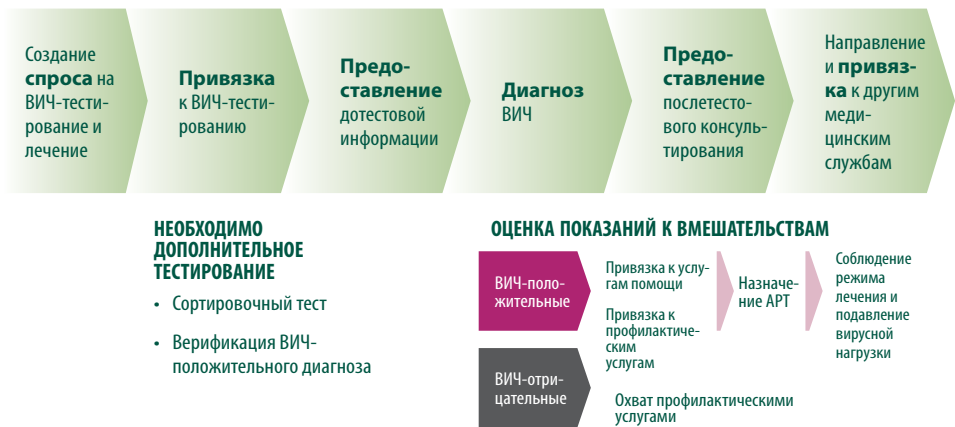 Создание
спроса на
ВИЧ-тести-
рование и
лечение
Привязка
к ВИЧ-тести-
рованию
Предо-
ставление
дотестовой
информации
Диагноз
ВИЧ
Предо-
ставление
послетесто-
вого консуль-
тирования
Направление
и привяз-
ка к другим
меди-
цинским
службам
НЕОБХОДИМО
ДОПОЛНИТЕЛЬНОЕ
ТЕСТИРОВАНИЕ
• Сортировочный тест
• Верификация ВИЧ-
положительного диагноза
ОЦЕНКА ПОКАЗАНИЙ К ВМЕШАТЕЛЬСТВАМ
ВИЧ-поло-
жительные
Привязка к услу-
гам помощи
Привязка к
профилактиче-
ским
услугам
Назначе-
ние АРТ
Соблюдение
режима
лечения и
подавление
вирусной
нагрузки
ВИЧ-отри-
цательные
Охват профилактическими
услугами